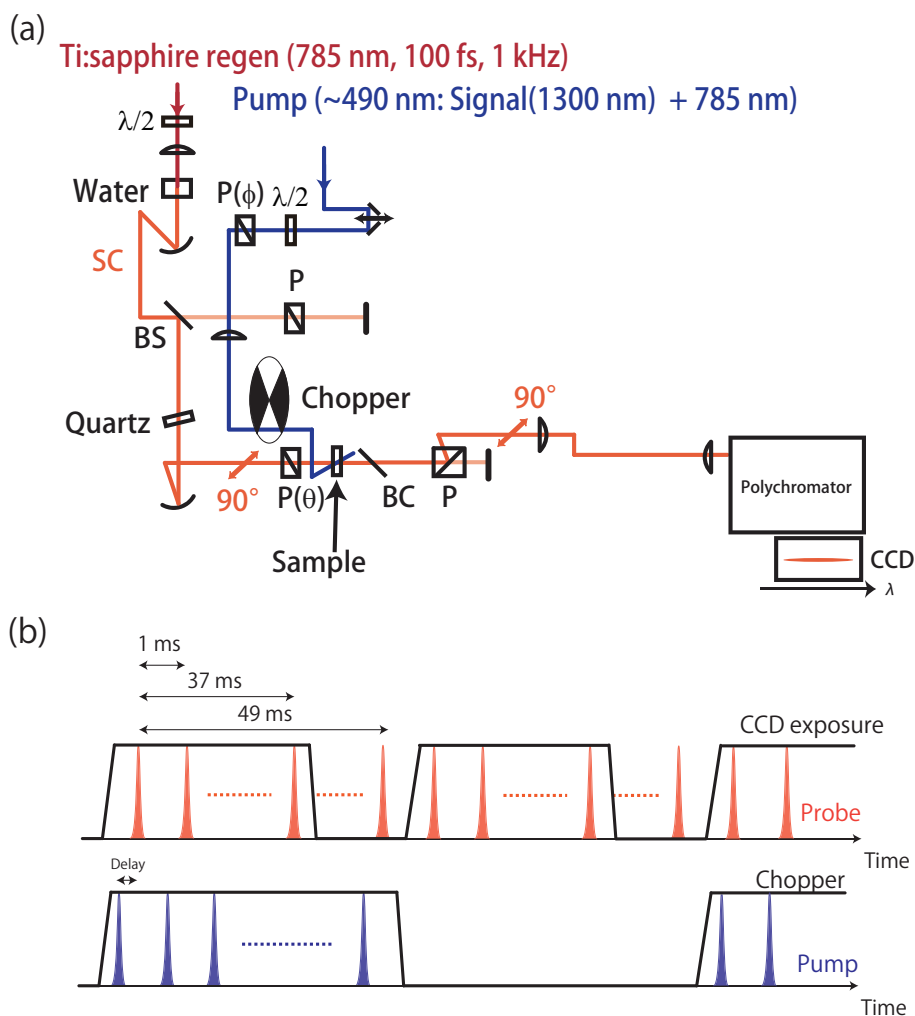 (a)
Ti:sapphire regen (785 nm, 100 fs, 1 kHz)
Pump (~490 nm: Signal(1300 nm) + 785 nm)
λ/2
Water
P(ϕ)
λ/2
SC
P
BS
Chopper
90°
Quartz
90°
P(θ)
BC
P
Polychromator
Sample
CCD
λ
(b)
1 ms
37 ms
49 ms
CCD exposure
Probe
Time
Delay
Chopper
Pump
Time